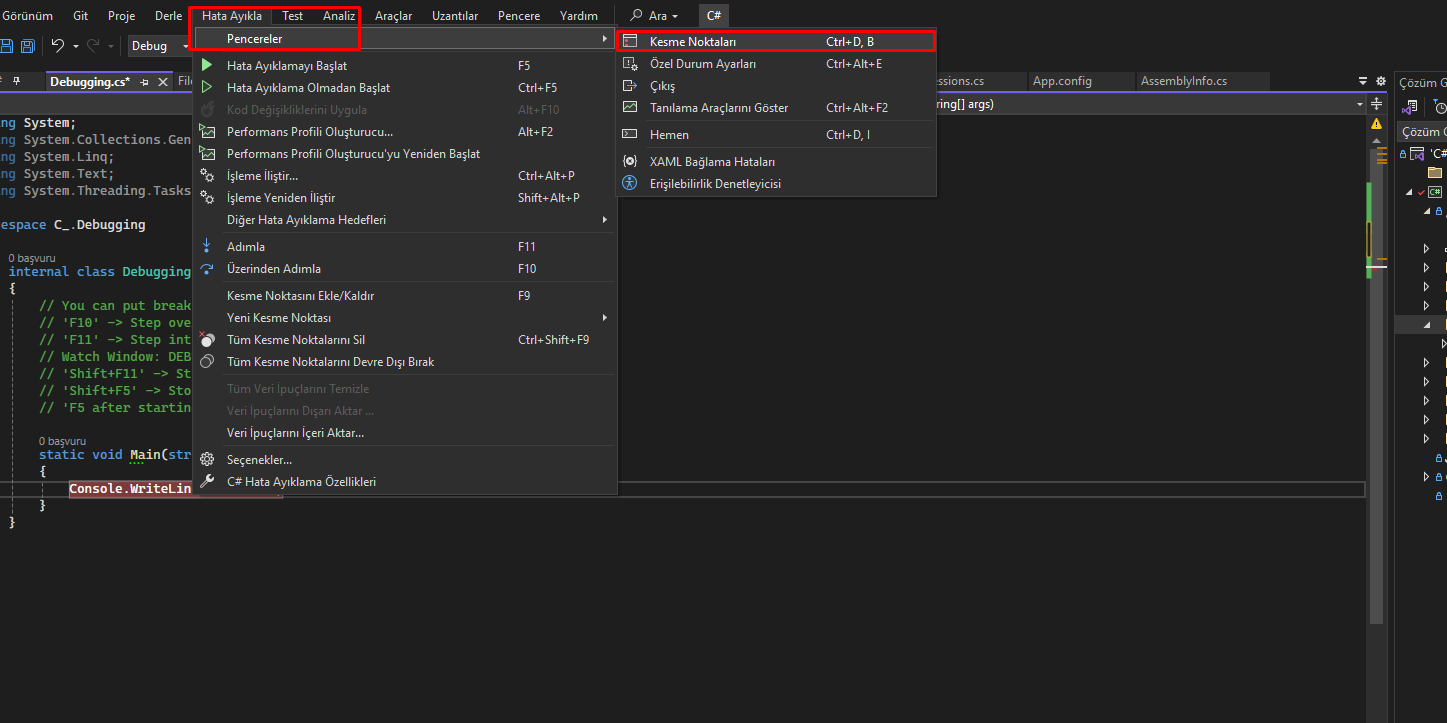 Görünüm Git Proje Derle Hata Ayıkla Test Analiz Araçlar Uzantılar Pencere Yardım Ara C#
Debug
Pencereler
Hata Ayıklamayı Başlat F5
Hata Ayıklama Olmadan Başlat Ctrl+F5
Kod Değişikliklerini Uygula Alt+F10
Performans Profili Oluşturucu... Alt+F2
Performans Profili Oluşturucu'yu Yeniden Başlat
İşleme İliştir... Ctrl+Alt+P
İşleme Yeniden İliştir Shift+Alt+P
Diğer Hata Ayıklama Hedefleri
Adımla F11
Üzerinden Adımla F10
Kesme Noktasını Ekle/Kaldır F9
Yeni Kesme Noktası
Tüm Kesme Noktalarını Sil Ctrl+Shift+F9
Tüm Kesme Noktalarını Devre Dışı Bırak
Tüm Veri İpuçlarını Temizle
Veri İpuçlarını Dışarı Aktar ...
Veri İpuçlarını İçeri Aktar...
Seçenekler...
C# Hata Ayıklama Özellikleri
Kesme Noktaları Ctrl+D, B
Özel Durum Ayarları Ctrl+Alt+E
Çıkış
Tanılama Araçlarını Göster Ctrl+Alt+F2
Hemen Ctrl+D, I
XAML Bağlama Hataları
Erişilebilirlik Denetleyicisi
Debugging.cs* File
ssions.cs App.config AssemblyInfo.cs
ring[] args)
Çözüm G
Çözüm G
'C#
C#
ng System;
ng System.Collections.Gen
ng System.Linq;
ng System.Text;
ng System.Threading.Tasks
espace C_.Debugging
0 başvuru
internal class Debugging
{
// You can put break
// 'F10' -> Step ove
// 'F11' -> Step int
// Watch Window: DEB
// 'Shift+F11' -> St
// 'Shift+F5' -> Sto
// 'F5 after startin
0 başvuru
static void Main(str
{
Console.WriteLin
}
}